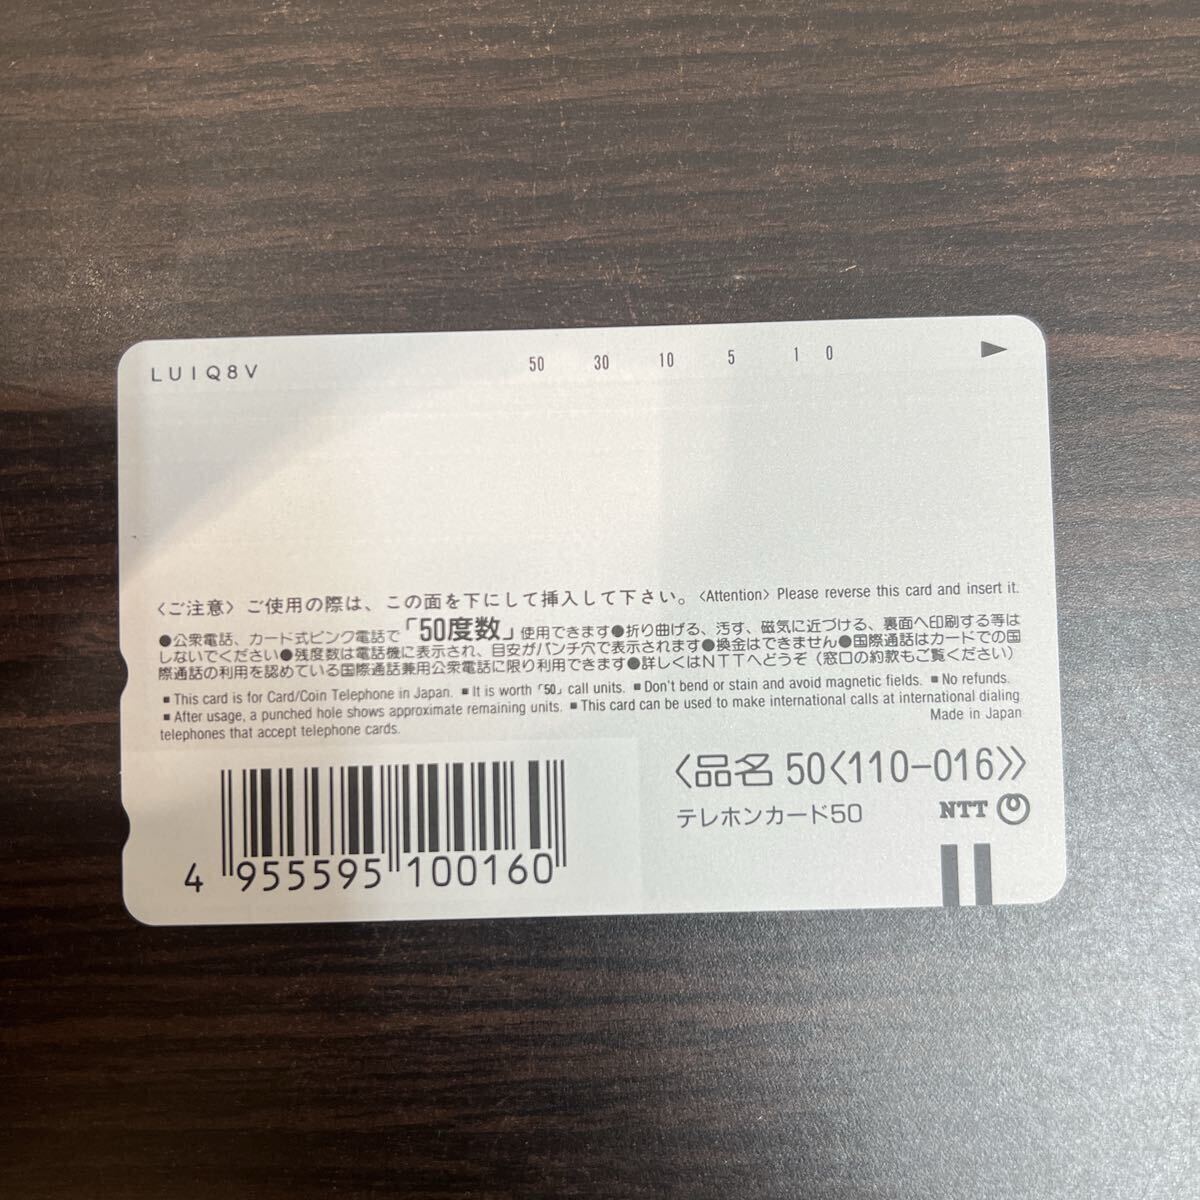 LU1Q8V
50 30 10 5 1 0 ▶
〈ご注意〉ご使用の際は、この面を下にして挿入して下さい。〈Attention〉Please reverse this card and insert it.
●公衆電話、カード式ピンク電話で「50度数」使用できます●折り曲げる、汚す、磁気に近づける、裏面へ印刷する等は
しないでください●残度数は電話機に表示され、目安がパンチ穴で表示されます●換金はできません●国際通話はカードでの国
際通話の利用を認めている国際通話兼用公衆電話に限り利用できます●詳しくはNTTへどうぞ（窓口の約款もご覧ください）
■This card is for Card/Coin Telephone in Japan. ■It is worth「50」call units. ■Don't bend or stain and avoid magnetic fields. ■No refunds.
■After usage, a punched hole shows approximate remaining units. ■This card can be used to make international calls at international dialing
telephones that accept telephone cards. Made in Japan
〈品名 50〈110-016〉〉
テレホンカード50 NTT
4 955595 100160